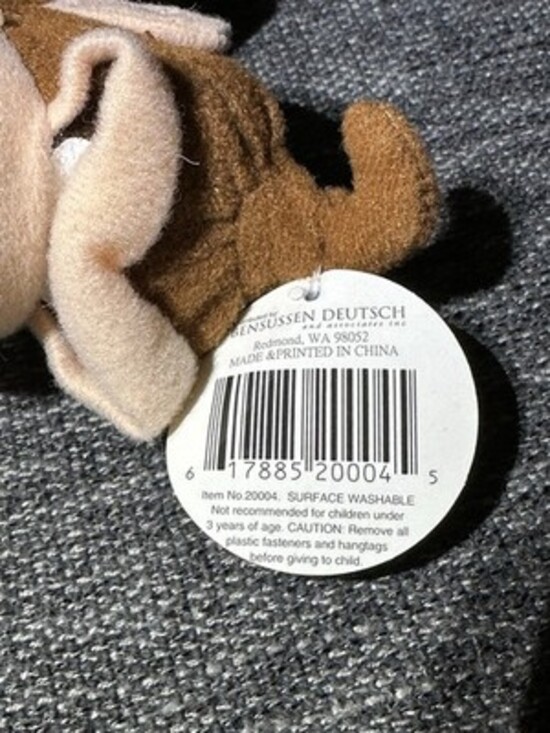 BENSUSSEN DEUTSCH
and associates inc
Redmond, WA 98052
MADE &PRINTED IN CHINA
6 17885 20004 5
Item No.20004. SURFACE WASHABLE
Not recommended for children under
3 years of age. CAUTION: Remove all
plastic fasteners and hangtags
before giving to child.